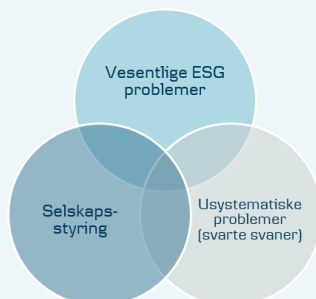 Vesentlige ESG
problemer
Selskaps-
styring
Usystematiske
problemer
(svarte svaner)